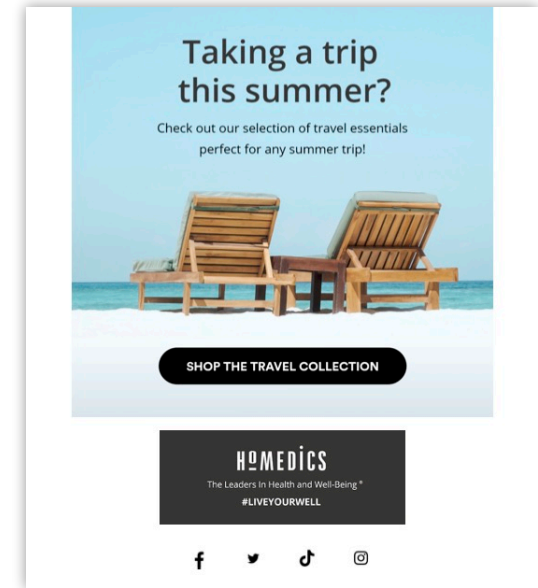 Taking a trip
this summer?
Check out our selection of travel essentials
perfect for any summer trip!
SHOP THE TRAVEL COLLECTION
HOMEDICS
The Leaders In Health and Well-Being ®
#LIVEYOURWELL